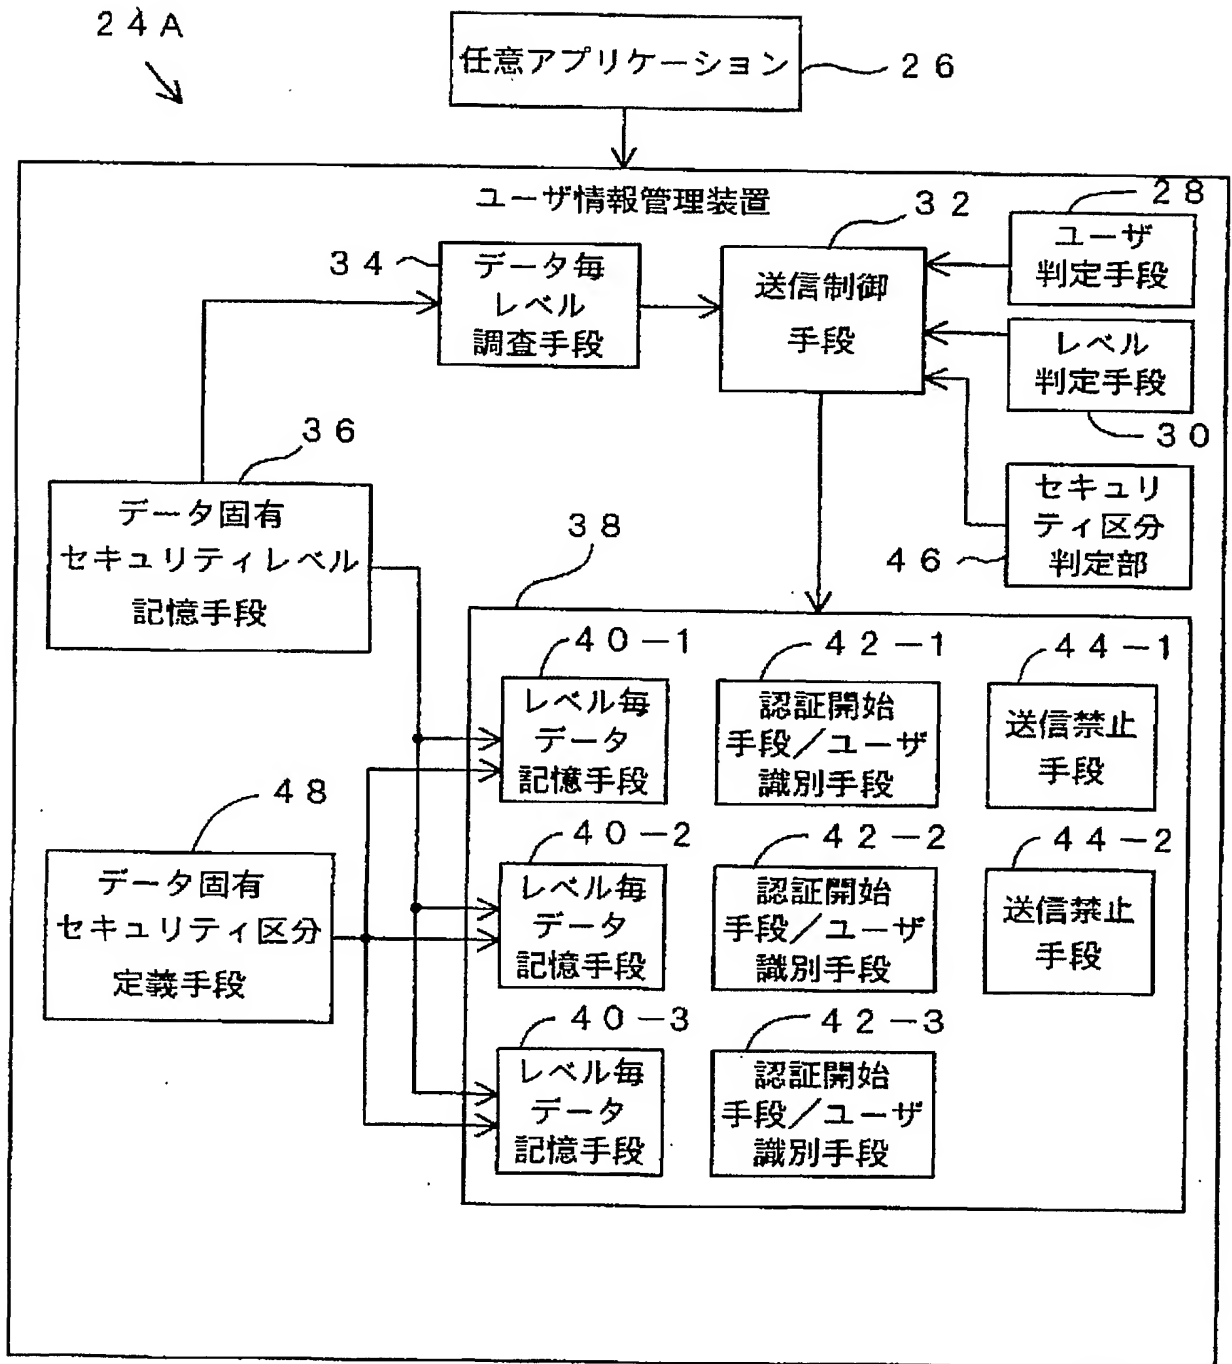 24A
任意アプリケーション
26
ユーザ情報管理装置
32
28
34
データ毎
レベル
調査手段
送信制御
手段
ユーザ
判定手段
レベル
判定手段
30
36
データ固有
セキュリティレベル
記憶手段
38
セキュリ
ティ区分
判定部
46
40-1
レベル毎
データ
記憶手段
42-1
認証開始
手段/ユーザ
識別手段
44-1
送信禁止
手段
48
データ固有
セキュリティ区分
定義手段
40-2
レベル毎
データ
記憶手段
42-2
認証開始
手段/ユーザ
識別手段
44-2
送信禁止
手段
40-3
レベル毎
データ
記憶手段
42-3
認証開始
手段/ユーザ
識別手段